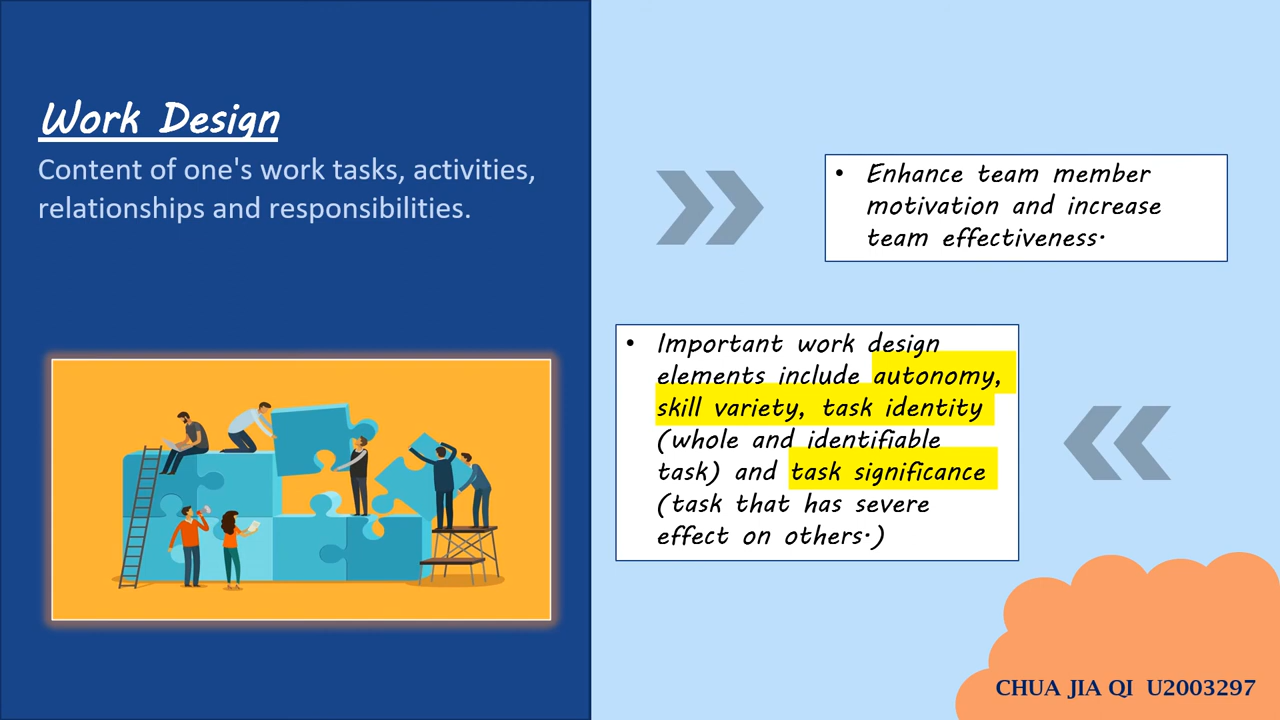 Work Design
Content of one's work tasks, activities,
relationships and responsibilities.
• Enhance team member
motivation and increase
team effectiveness.
• Important work design
elements include autonomy,
skill variety, task identity
(whole and identifiable
task) and task significance
(task that has severe
effect on others.)
CHUA JIA QI U2003297